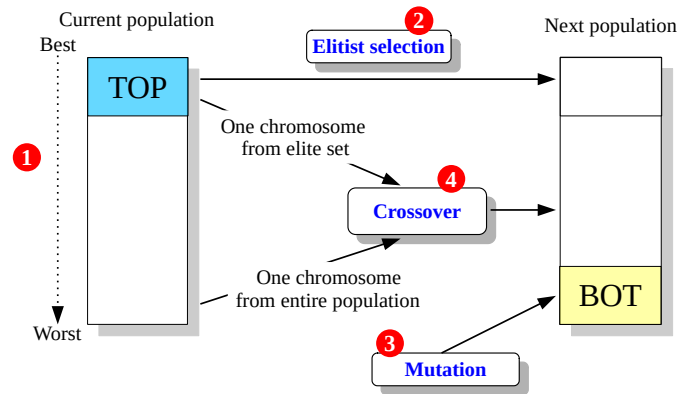 Current population
Best
TOP
1
2
Elitist selection
Next population
One chromosome
from elite set
4
Crossover
One chromosome
from entire population
BOT
Worst
3
Mutation